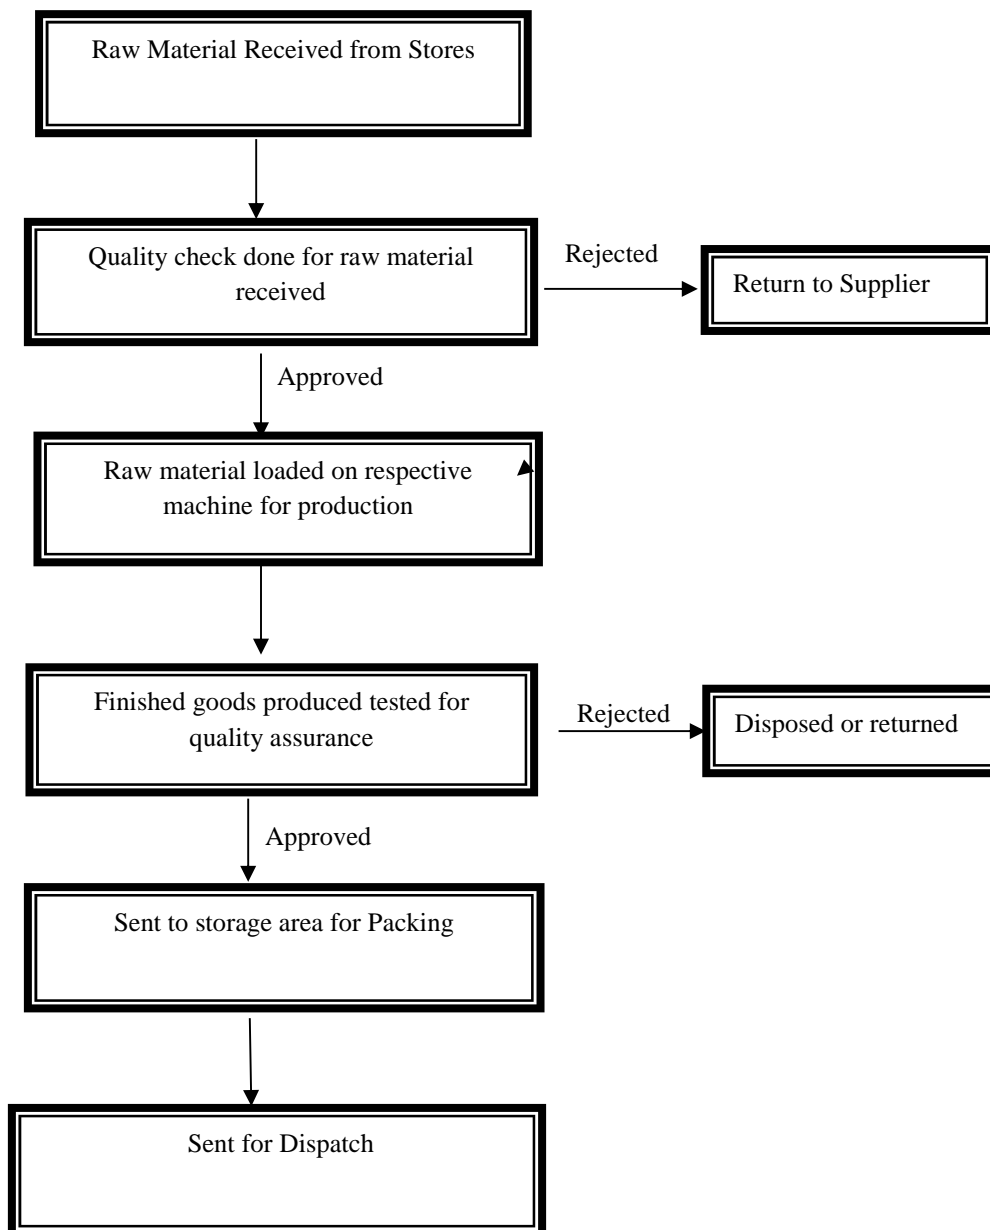 Raw Material Received from Stores
Quality check done for raw material
received
Rejected
Return to Supplier
Approved
Raw material loaded on respective
machine for production
Finished goods produced tested for
quality assurance
Rejected
Disposed or returned
Approved
Sent to storage area for Packing
Sent for Dispatch